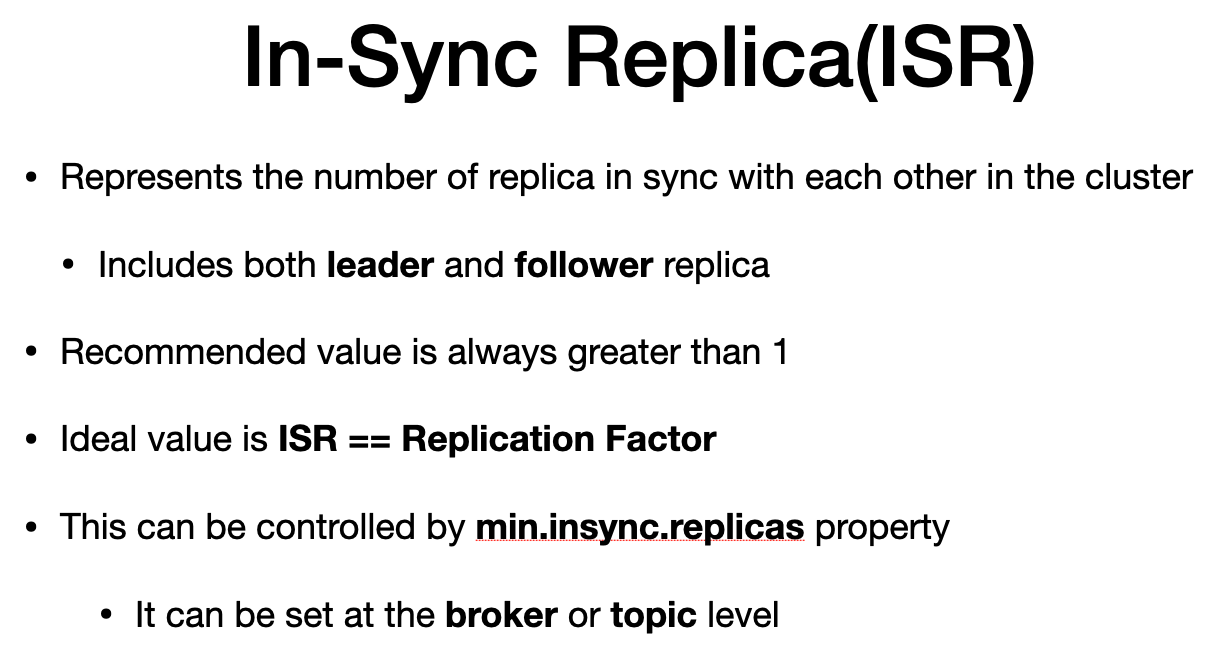 In-Sync Replica(ISR)
• Represents the number of replica in sync with each other in the cluster
• Includes both leader and follower replica
• Recommended value is always greater than 1
• Ideal value is ISR == Replication Factor
• This can be controlled by min.insync.replicas property
• It can be set at the broker or topic level